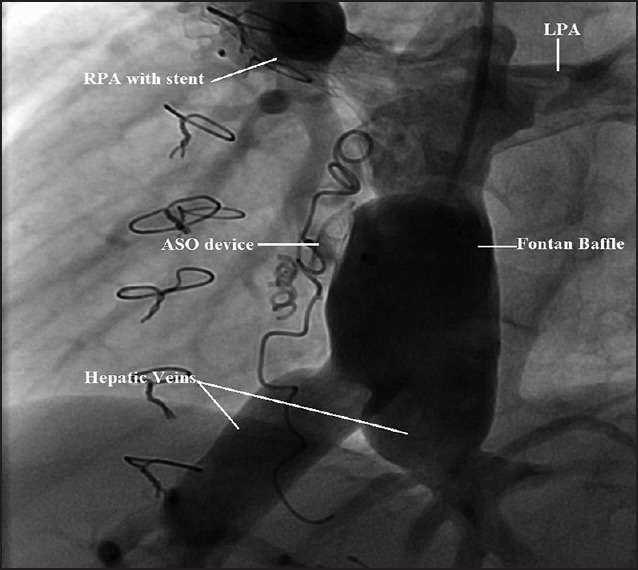 LPA
RPA with stent
ASO device
Fontan Baffle
Hepatic Veins